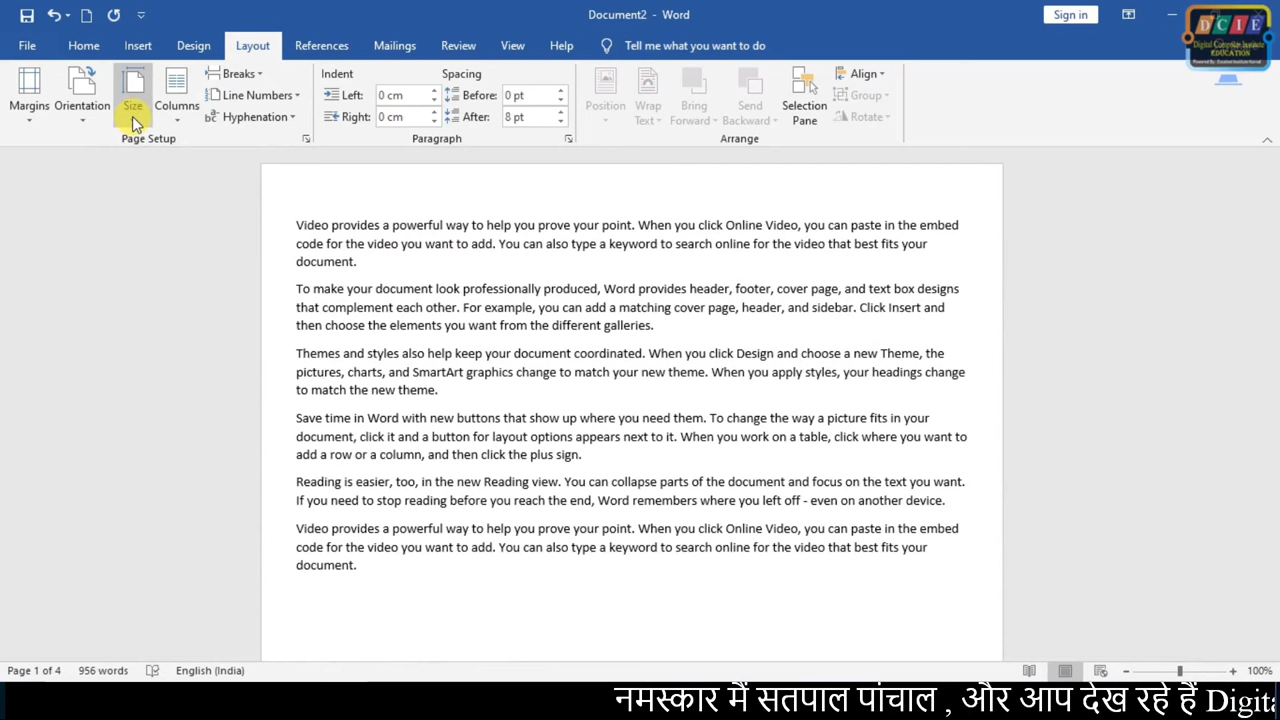 Document2 - Word
Sign in
DCIE
Digital Computer Institute
EDUCATION
File Home Insert Design Layout References Mailings Review View Help Tell me what you want to do
Margins
Orientation
Size
Columns
Breaks
Line Numbers
Hyphenation
Page Setup
Indent
Left: 0 cm
Right: 0 cm
Spacing
Before: 0 pt
After: 8 pt
Paragraph
Position
Wrap
Text
Bring
Forward
Send
Backward
Selection
Pane
Align
Group
Rotate
Arrange
Video provides a powerful way to help you prove your point. When you click Online Video, you can paste in the embed
code for the video you want to add. You can also type a keyword to search online for the video that best fits your
document.
To make your document look professionally produced, Word provides header, footer, cover page, and text box designs
that complement each other. For example, you can add a matching cover page, header, and sidebar. Click Insert and
then choose the elements you want from the different galleries.
Themes and styles also help keep your document coordinated. When you click Design and choose a new Theme, the
pictures, charts, and SmartArt graphics change to match your new theme. When you apply styles, your headings change
to match the new theme.
Save time in Word with new buttons that show up where you need them. To change the way a picture fits in your
document, click it and a button for layout options appears next to it. When you work on a table, click where you want to
add a row or a column, and then click the plus sign.
Reading is easier, too, in the new Reading view. You can collapse parts of the document and focus on the text you want.
If you need to stop reading before you reach the end, Word remembers where you left off - even on another device.
Video provides a powerful way to help you prove your point. When you click Online Video, you can paste in the embed
code for the video you want to add. You can also type a keyword to search online for the video that best fits your
document.
Page 1 of 4 956 words English (India) 100%
नमस्कार मैं सतपाल पांचाल , और आप देख रहे हैं Digita